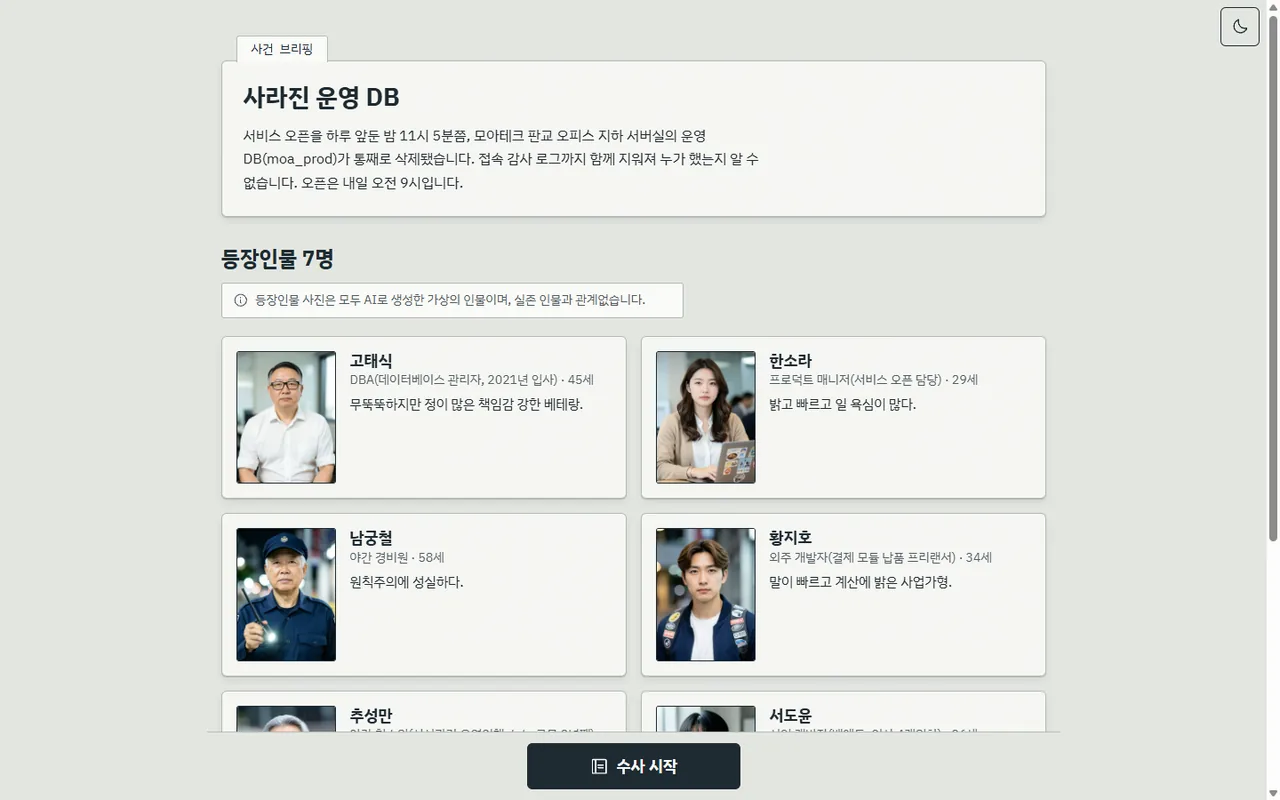 사건 브리핑
사라진 운영 DB
서비스 오픈을 하루 앞둔 밤 11시 5분쯤, 모아테크 판교 오피스 지하 서버실의 운영
DB(moa_prod)가 통째로 삭제됐습니다. 접속 감사 로그까지 함께 지워져 누가 했는지 알 수
없습니다. 오픈은 내일 오전 9시입니다.
등장인물 7명
등장인물 사진은 모두 AI로 생성한 가상의 인물이며, 실존 인물과 관계없습니다.
고태식
DBA(데이터베이스 관리자, 2021년 입사) · 45세
무뚝뚝하지만 정이 많은 책임감 강한 베테랑.
한소라
프로덕트 매니저(서비스 오픈 담당) · 29세
밝고 빠르고 일 욕심이 많다.
남궁철
야간 경비원 · 58세
원칙주의에 성실하다.
황지호
외주 개발자(결제 모듈 납품 프리랜서) · 34세
말이 빠르고 계산에 밝은 사업가형.
추성만
서도윤
수사 시작